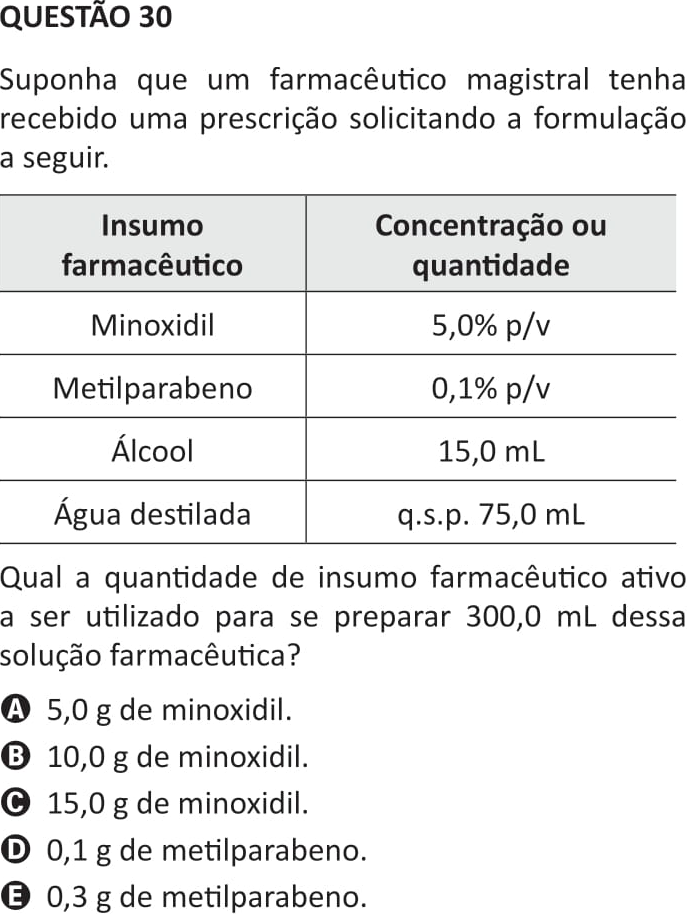 QUESTÃO 30
Suponha que um farmacêutico magistral tenha
recebido uma prescrição solicitando a formulação
a seguir.
Insumo farmacêutico
Concentração ou quantidade
Minoxidil
5,0% p/v
Metilparabeno
0,1% p/v
Álcool
15,0 mL
Água destilada
q.s.p. 75,0 mL
Qual a quantidade de insumo farmacêutico ativo
a ser utilizado para se preparar 300,0 mL dessa
solução farmacêutica?
A 5,0 g de minoxidil.
B 10,0 g de minoxidil.
C 15,0 g de minoxidil.
D 0,1 g de metilparabeno.
E 0,3 g de metilparabeno.